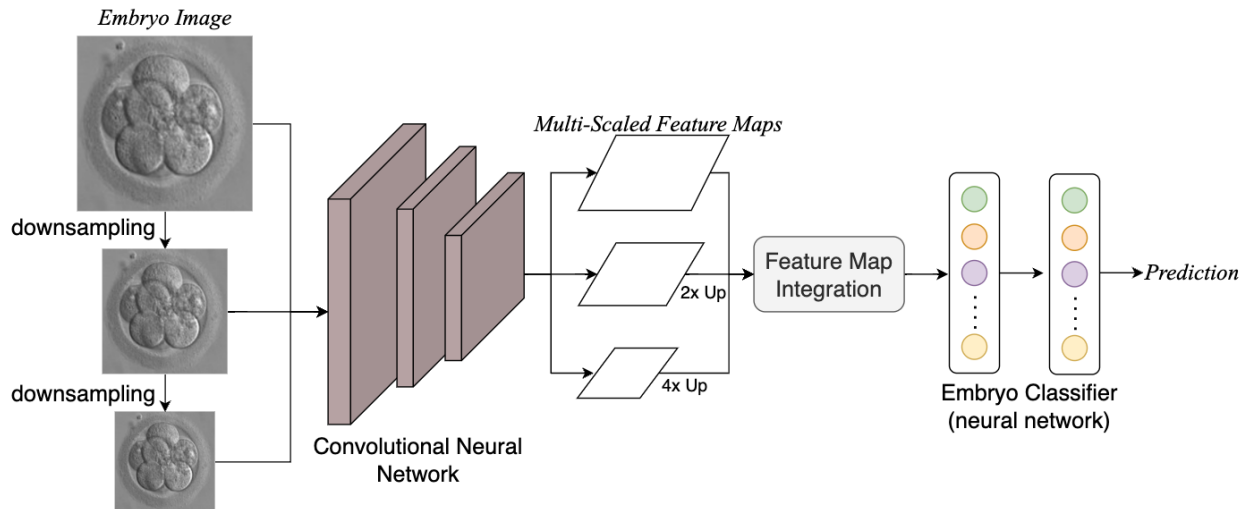 Embryo Image
downsampling
downsampling
Convolutional Neural
Network
Multi-Scaled Feature Maps
2x Up
4x Up
Feature Map
Integration
Embryo Classifier
(neural network)
Prediction